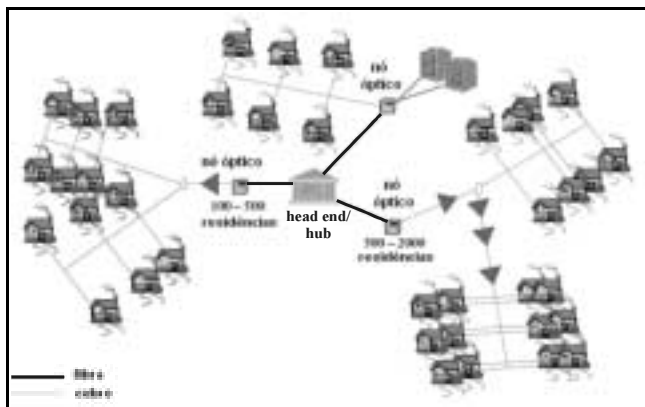 nó
óptico
nó óptico
100 – 500
residências
head end/
hub
nó
óptico
500 – 2000
residências
fibra
cabo